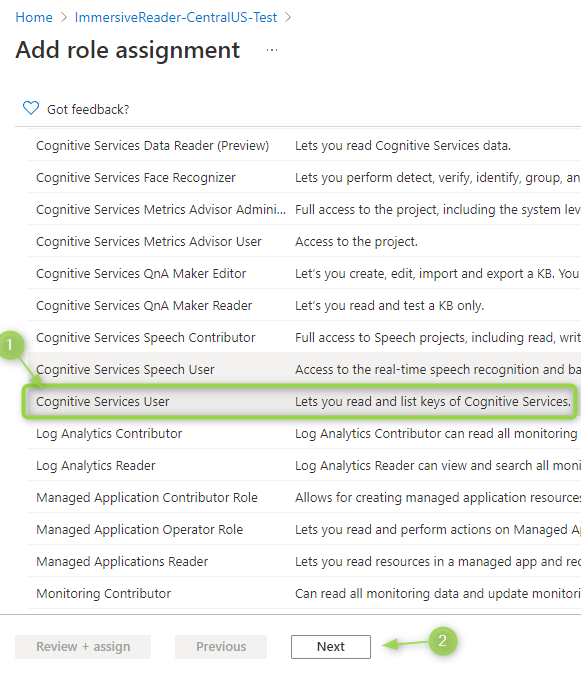 Home > ImmersiveReader-CentralUS-Test >
Add role assignment ...
Got feedback?
Cognitive Services Data Reader (Preview) Lets you read Cognitive Services data.
Cognitive Services Face Recognizer Lets you perform detect, verify, identify, group, an
Cognitive Services Metrics Advisor Admini... Full access to the project, including the system lev
Cognitive Services Metrics Advisor User Access to the project.
Cognitive Services QnA Maker Editor Let's you create, edit, import and export a KB. You
Cognitive Services QnA Maker Reader Let's you read and test a KB only.
Cognitive Services Speech Contributor Full access to Speech projects, including read, writ
1
Cognitive Services Speech User Access to the real-time speech recognition and ba
Cognitive Services User Lets you read and list keys of Cognitive Services.
Log Analytics Contributor Log Analytics Contributor can read all monitoring
Log Analytics Reader Log Analytics Reader can view and search all moni
Managed Application Contributor Role Allows for creating managed application resources
Managed Application Operator Role Lets you read and perform actions on Managed Ap
Managed Applications Reader Lets you read resources in a managed app and rec
Monitoring Contributor Can read all monitoring data and update monitori
Review + assign Previous Next 2